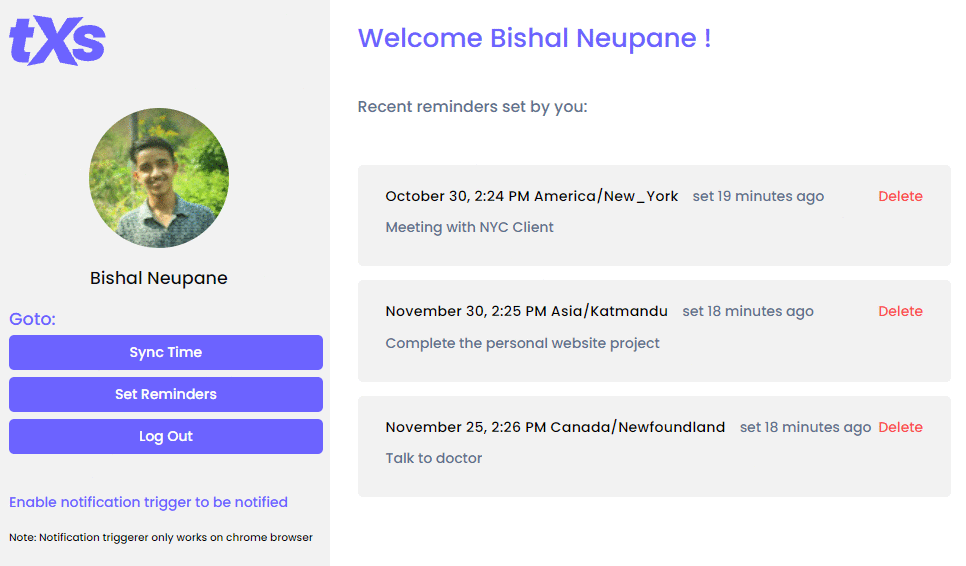 tXs
Bishal Neupane
Goto:
Sync Time
Set Reminders
Log Out
Enable notification trigger to be notified
Note: Notification triggerer only works on chrome browser
Welcome Bishal Neupane !
Recent reminders set by you:
October 30, 2:24 PM America/New_York set 19 minutes ago Delete
Meeting with NYC Client
November 30, 2:25 PM Asia/Katmandu set 18 minutes ago Delete
Complete the personal website project
November 25, 2:26 PM Canada/Newfoundland set 18 minutes ago Delete
Talk to doctor